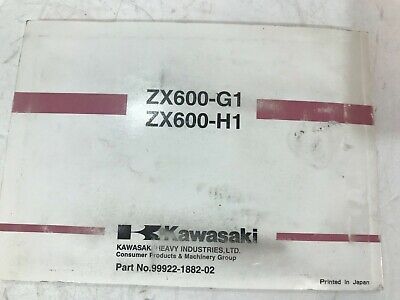 ZX600-G1
ZX600-H1
Kawasaki
KAWASAKI HEAVY INDUSTRIES, LTD.
Consumer Products & Machinery Group
Part No.99922-1882-02
Printed in Japan